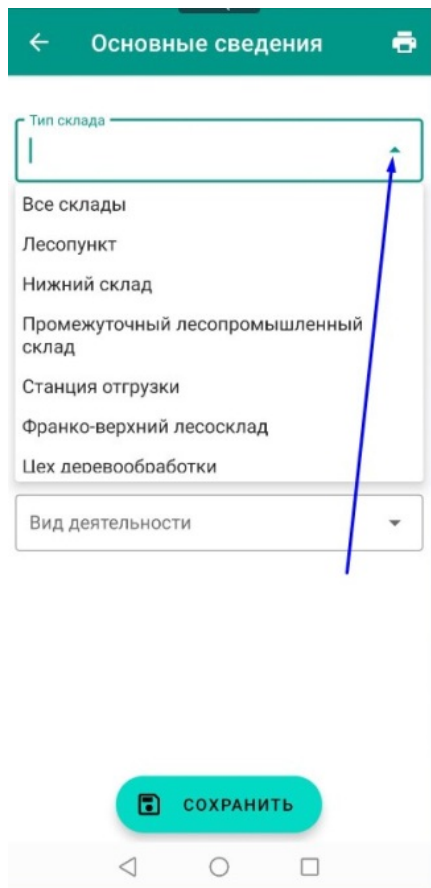 Основные сведения
Тип склада
Все склады
Лесопункт
Нижний склад
Промежуточный лесопромышленный
склад
Станция отгрузки
Франко-верхний лесосклад
Цех деревообработки
Вид деятельности
СОХРАНИТЬ